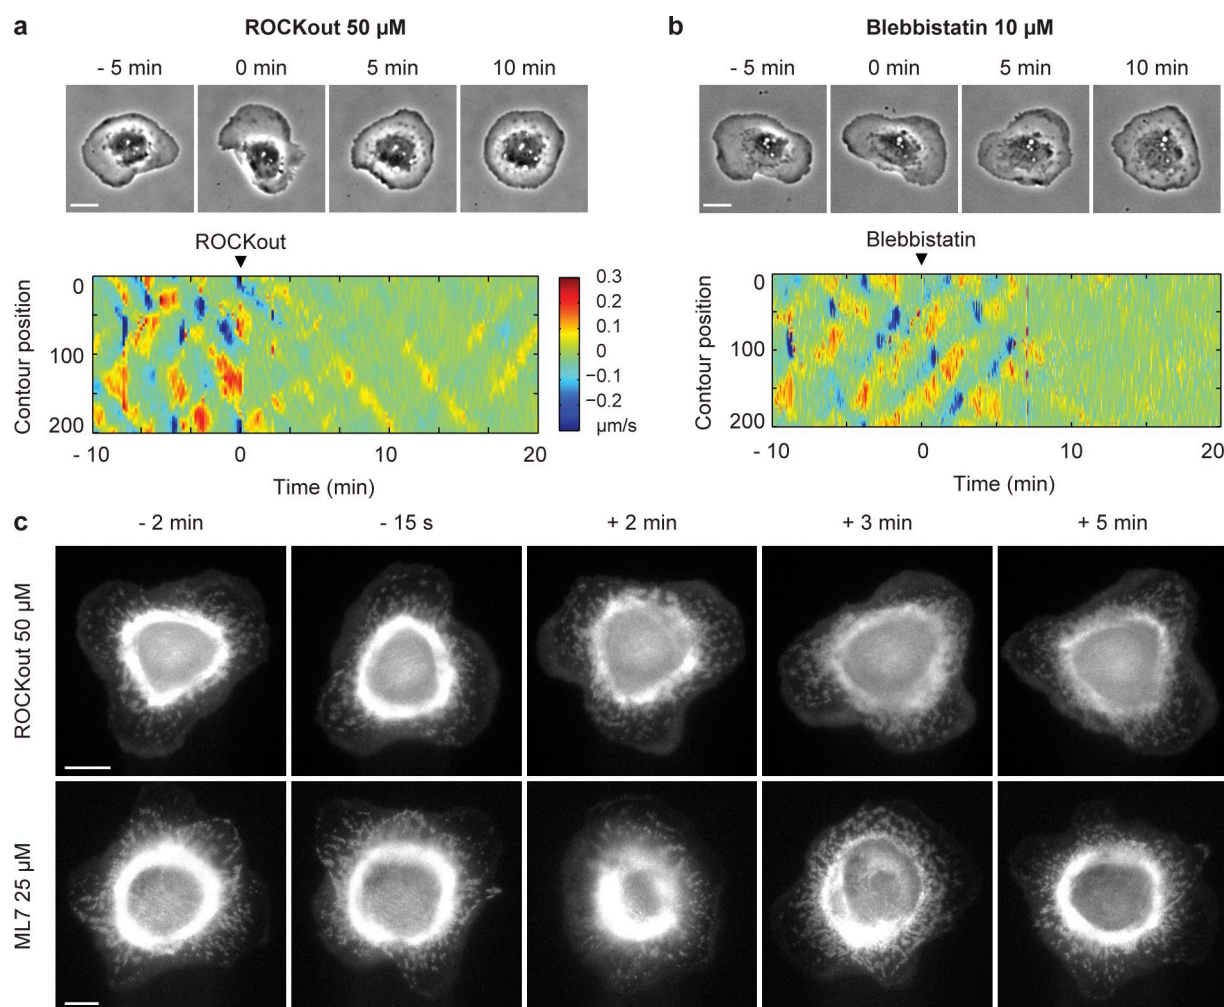 a
ROCKout 50 µM
- 5 min 0 min 5 min 10 min
ROCKout
Contour position
0
100
200
- 10 0 10 20
Time (min)
0.3
0.2
0.1
0
−0.1
−0.2
µm/s
b
Blebbistatin 10 µM
- 5 min 0 min 5 min 10 min
Blebbistatin
Contour position
0
100
200
- 10 0 10 20
Time (min)
c
- 2 min - 15 s + 2 min + 3 min + 5 min
ROCKout 50 µM
ML7 25 µM